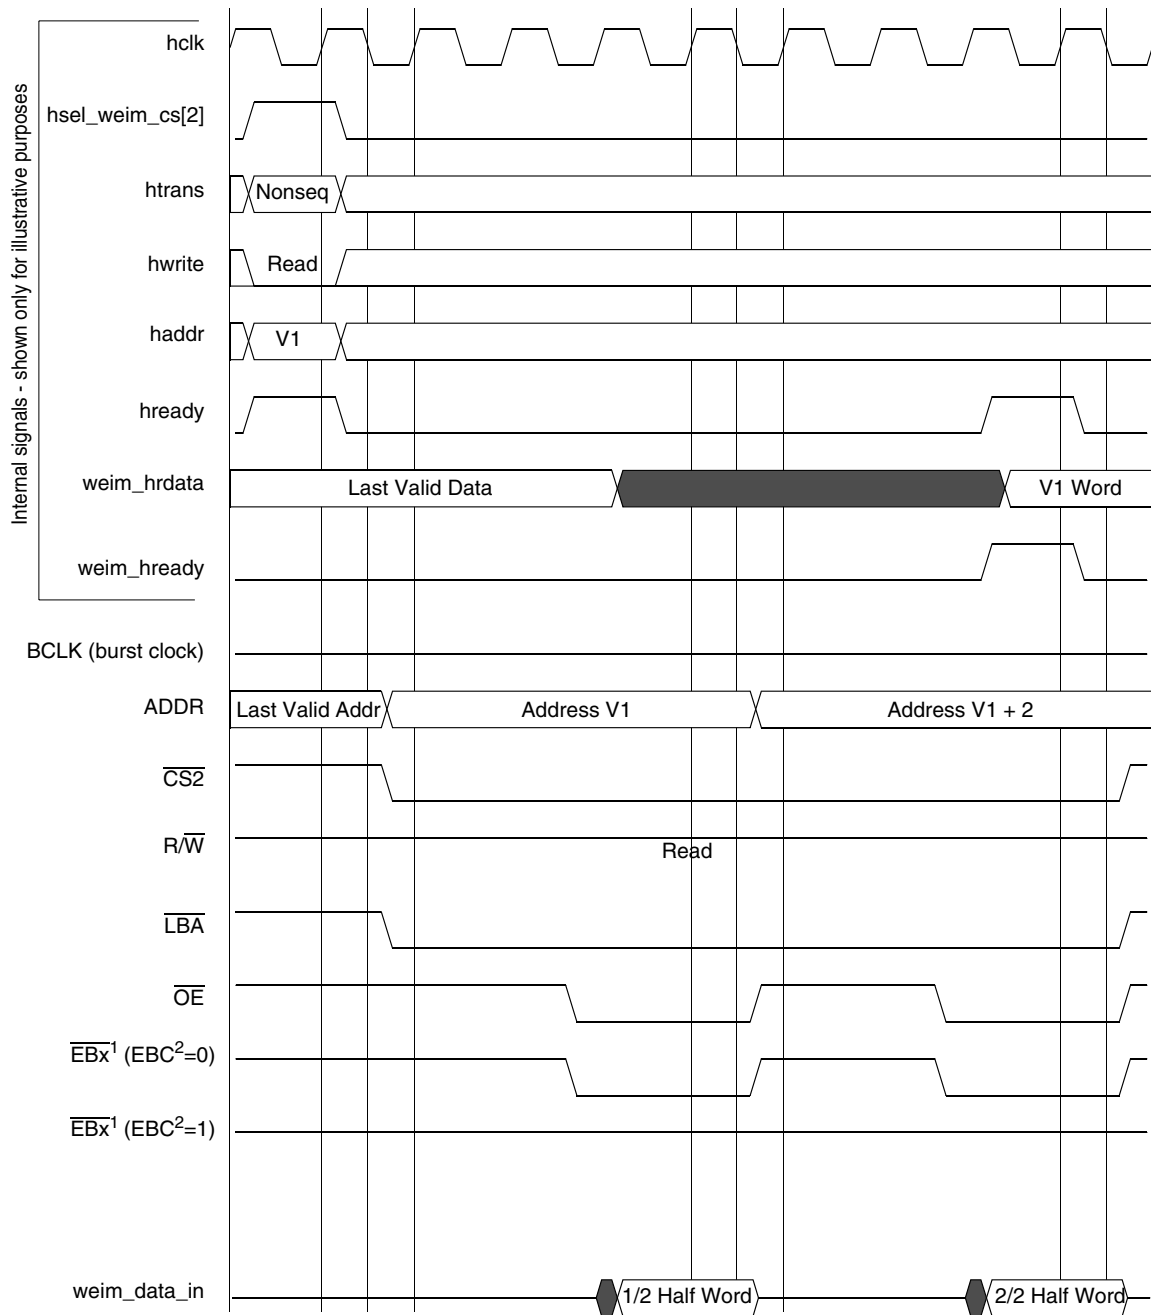 Internal signals - shown only for illustrative purposes
hclk
hsel_weim_cs[2]
htrans Nonseq
hwrite Read
haddr V1
hready
weim_hrdata Last Valid Data V1 Word
weim_hready
BCLK (burst clock)
ADDR Last Valid Addr Address V1 Address V1 + 2
CS2
R/W Read
LBA
OE
EBx1 (EBC2=0)
EBx1 (EBC2=1)
weim_data_in 1/2 Half Word 2/2 Half Word